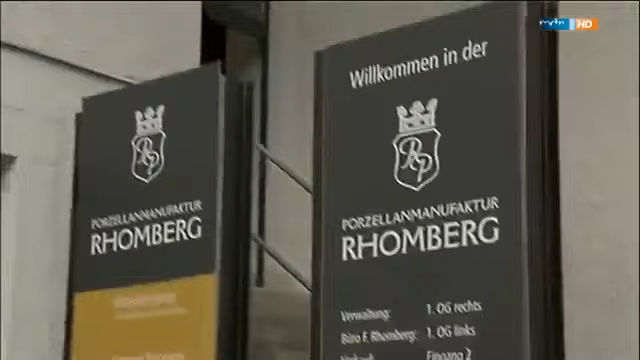 mdr HD
PORZELLANMANUFAKTUR
RHOMBERG
Willkommen in der
RP
PORZELLANMANUFAKTUR
RHOMBERG
Verwaltung: 1. OG rechts
Büro F. Rhomberg: 1. OG links
Eingang 2